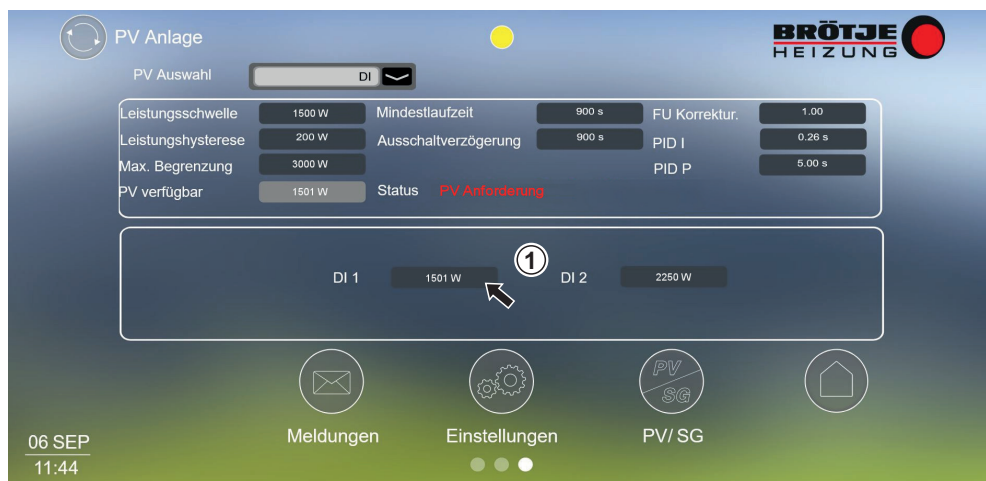 PV Anlage
BRÖTJE
HEIZUNG
PV Auswahl DI
Leistungsschwelle 1500 W Mindestlaufzeit 900 s FU Korrektur. 1.00
Leistungshysterese 200 W Ausschaltverzögerung 900 s PID I 0.26 s
Max. Begrenzung 3000 W PID P 5.00 s
PV verfügbar 1501 W Status PV Anforderung
1
DI 1 1501 W DI 2 2250 W
PV
SG
Meldungen Einstellungen PV/ SG
06 SEP
11:44